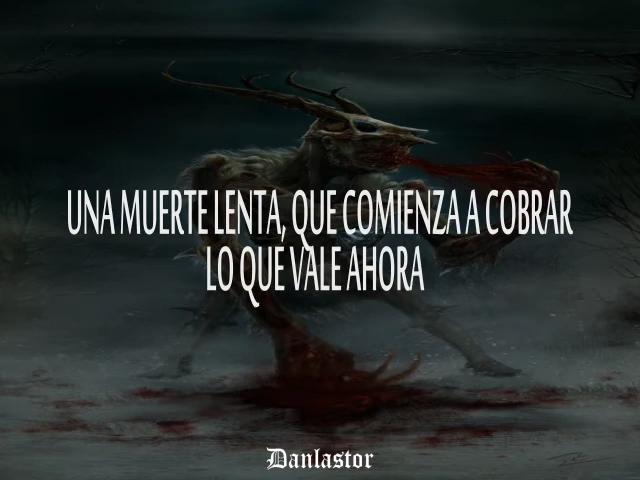 UNA MUERTE LENTA, QUE COMIENZA A COBRAR
LO QUE VALE AHORA
Danlastor